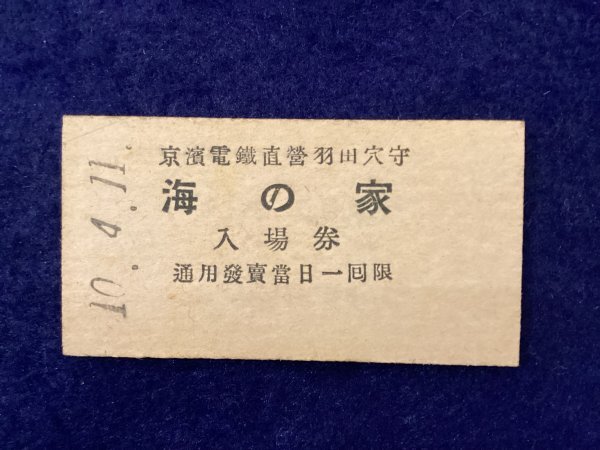 京濱電鐵直營羽田穴守
海の家
入場券
通用發賣當日一囘限
10.4.11.